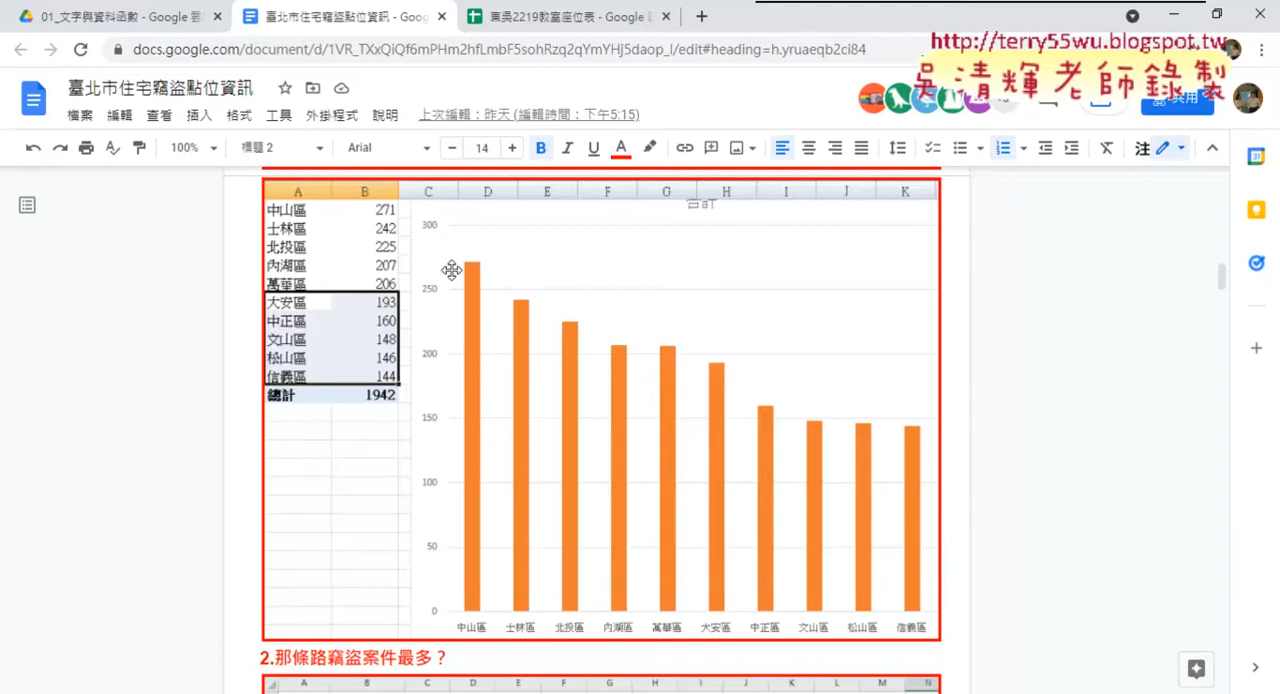 01_文字與資料函數 - Google 雲
臺北市住宅竊盜點位資訊 - Goog
東吳2219教室座位表 - Google 試
docs.google.com/document/d/1VR_TXxQiQf6mPHm2hfLmbF5sohRzq2qYmYHj5daop_I/edit#heading=h.yruaeqb2ci84
http://terry55wu.blogspot.tw
吳清輝老師錄製
臺北市住宅竊盜點位資訊
檔案 編輯 查看 插入 格式 工具 外掛程式 說明 上次編輯：昨天 (編輯時間：下午5:15)
共用
100% 標題 2 Arial 14 B I U A 注
A B C D E F G H I J K
合計
中山區 271
士林區 242
北投區 225
內湖區 207
萬華區 206
大安區 193
中正區 160
文山區 148
松山區 146
信義區 144
總計 1942
300
250
200
150
100
50
0
中山區 士林區 北投區 內湖區 萬華區 大安區 中正區 文山區 松山區 信義區
2.那條路竊盜案件最多？
A B C D E F G H I J K L M N